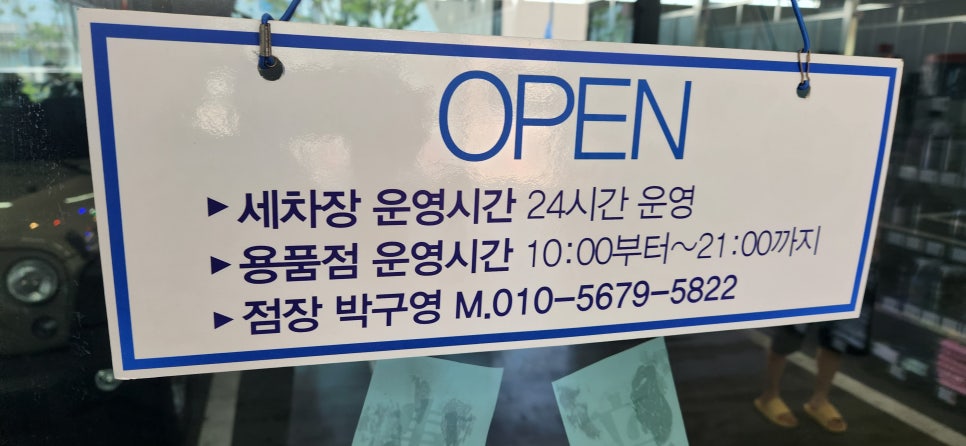 OPEN
▶ 세차장 운영시간 24시간 운영
▶ 용품점 운영시간 10:00부터~21:00까지
▶ 점장 박구영 M.010-5679-5822